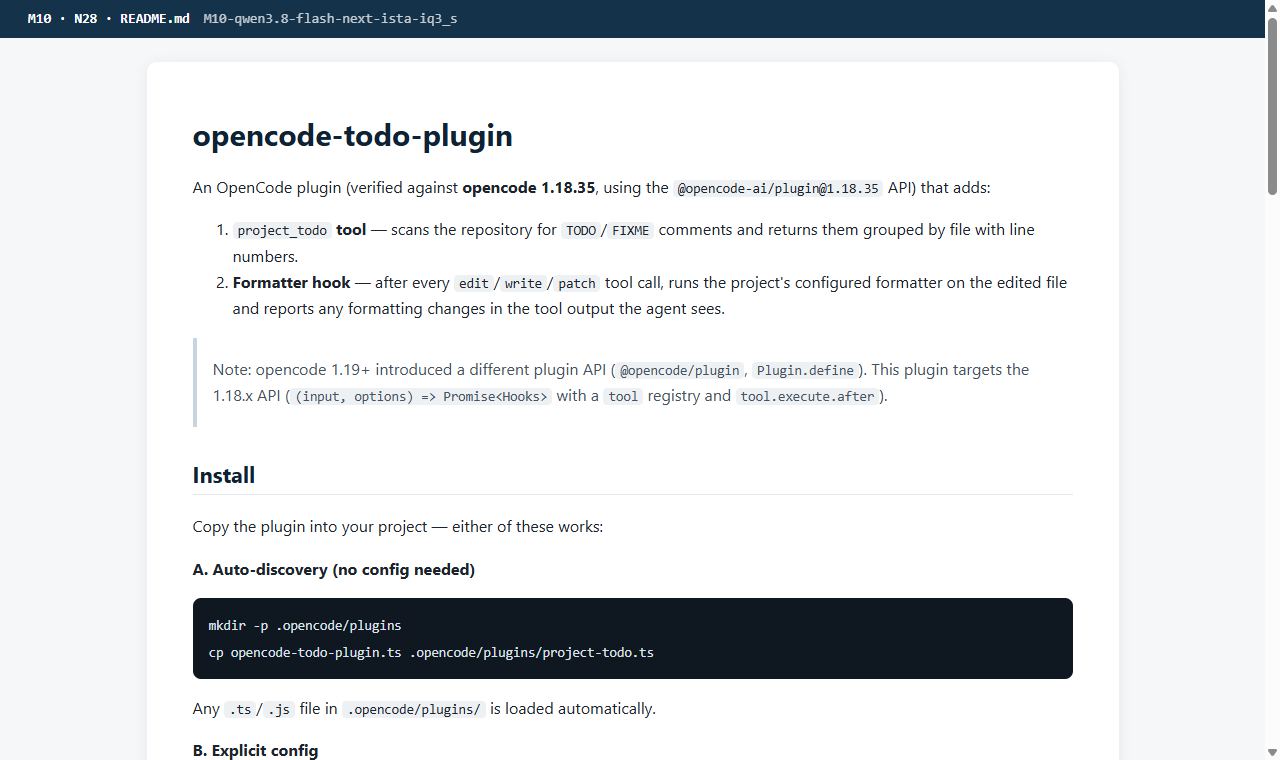 M10 • N28 • README.md M10-qwen3.8-flash-next-ista-iq3_s
opencode-todo-plugin
An OpenCode plugin (verified against opencode 1.18.35, using the @opencode-ai/plugin@1.18.35 API) that adds:
1. project_todo tool — scans the repository for TODO / FIXME comments and returns them grouped by file with line
numbers.
2. Formatter hook — after every edit / write / patch tool call, runs the project's configured formatter on the edited file
and reports any formatting changes in the tool output the agent sees.
Note: opencode 1.19+ introduced a different plugin API ( @opencode/plugin , Plugin.define ). This plugin targets the
1.18.x API ( (input, options) => Promise<Hooks> with a tool registry and tool.execute.after ).
Install
Copy the plugin into your project — either of these works:
A. Auto-discovery (no config needed)
mkdir -p .opencode/plugins
cp opencode-todo-plugin.ts .opencode/plugins/project-todo.ts
Any .ts / .js file in .opencode/plugins/ is loaded automatically.
B. Explicit config